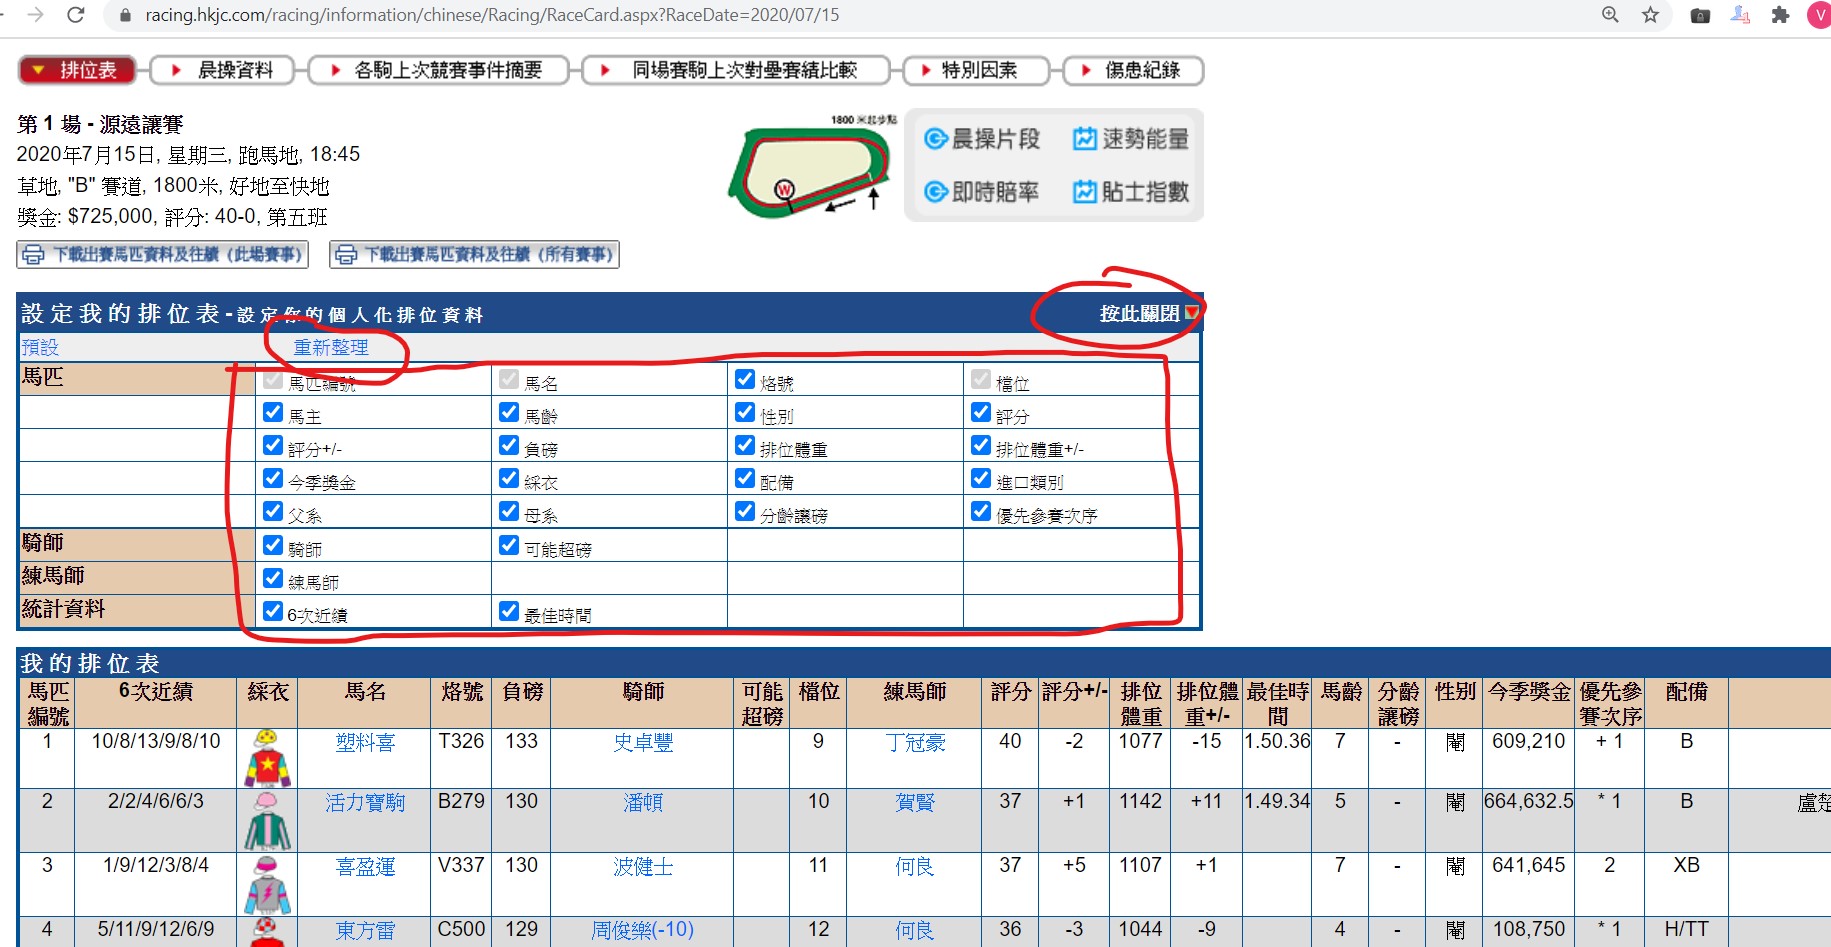 racing.hkjc.com/racing/information/chinese/Racing/RaceCard.aspx?RaceDate=2020/07/15
V
排位表
晨操資料
各駒上次競賽事件摘要
同場賽駒上次對壘賽績比較
特別因素
傷患紀錄
第 1 場 - 源遠讓賽
2020年7月15日, 星期三, 跑馬地, 18:45
草地, "B" 賽道, 1800米, 好地至快地
獎金: $725,000, 評分: 40-0, 第五班
1800 米起步點
W
晨操片段 速勢能量
即時賠率 貼士指數
下載出賽馬匹資料及往績 (此場賽事) 下載出賽馬匹資料及往績 (所有賽事)
設定我的排位表-設定你的個人化排位資料 按此關閉
預設 重新整理
馬匹 馬匹編號 馬名 烙號 檔位
馬主 馬齡 性別 評分
評分+/- 負磅 排位體重 排位體重+/-
今季獎金 綵衣 配備 進口類別
父系 母系 分齡讓磅 優先參賽次序
騎師 騎師 可能超磅
練馬師 練馬師
統計資料 6次近績 最佳時間
我的排位表
馬匹編號 6次近績 綵衣 馬名 烙號 負磅 騎師 可能超磅 檔位 練馬師 評分 評分+/- 排位體重 排位體重+/- 最佳時間 馬齡 分齡讓磅 性別 今季獎金 優先參賽次序 配備
1 10/8/13/9/8/10 塑料喜 T326 133 史卓豐 9 丁冠豪 40 -2 1077 -15 1.50.36 7 - 閹 609,210 + 1 B
2 2/2/4/6/6/3 活力寶駒 B279 130 潘頓 10 賀賢 37 +1 1142 +11 1.49.34 5 - 閹 664,632.5 * 1 B 盧楚
3 1/9/12/3/8/4 喜盈運 V337 130 波健士 11 何良 37 +5 1107 +1 7 - 閹 641,645 2 XB
4 5/11/9/12/6/9 東方雷 C500 129 周俊樂(-10) 12 何良 36 -3 1044 -9 4 - 閹 108,750 * 1 H/TT